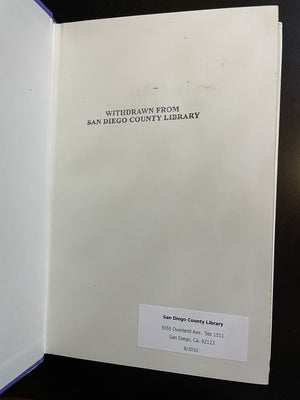 WITHDRAWN FROM
SAN DIEGO COUNTY LIBRARY
San Diego County Library
5555 Overland Ave. Ste 1511
San Diego, Ca. 92123
8/2010